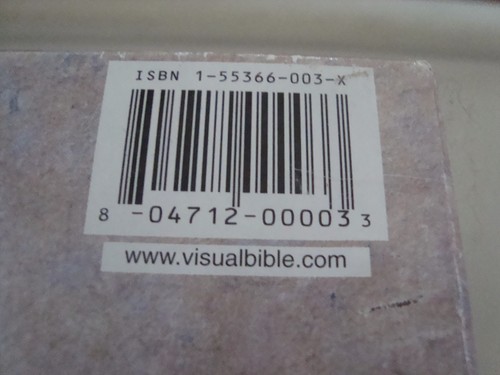 ISBN 1-55366-003-X
8 -04712-00003 3
www.visualbible.com